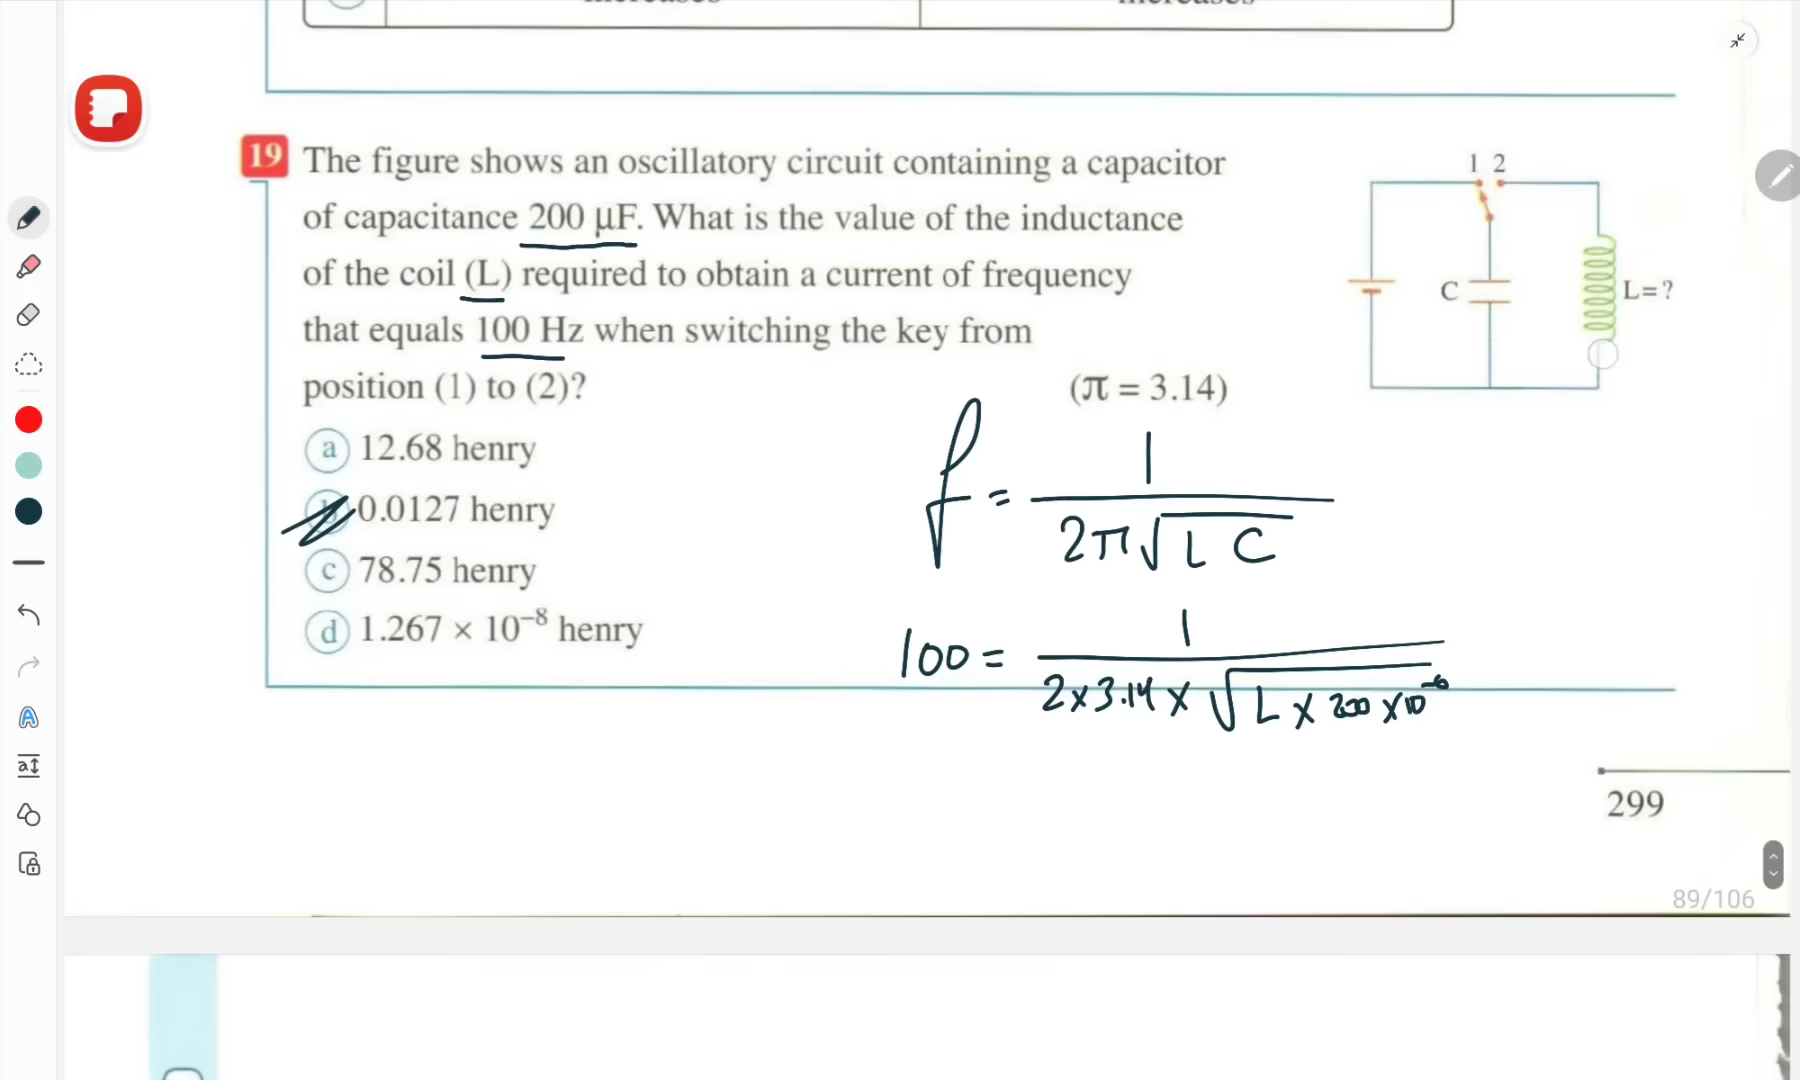 19 The figure shows an oscillatory circuit containing a capacitor
of capacitance 200 μF. What is the value of the inductance
of the coil (L) required to obtain a current of frequency
that equals 100 Hz when switching the key from
position (1) to (2)?
(π = 3.14)
1 2
C
L=?
a 12.68 henry
b 0.0127 henry
c 78.75 henry
d 1.267 × 10⁻⁸ henry
f = 1 / 2π√LC
100 = 1 / 2×3.14×√L×200×10⁻⁶
299
89/106